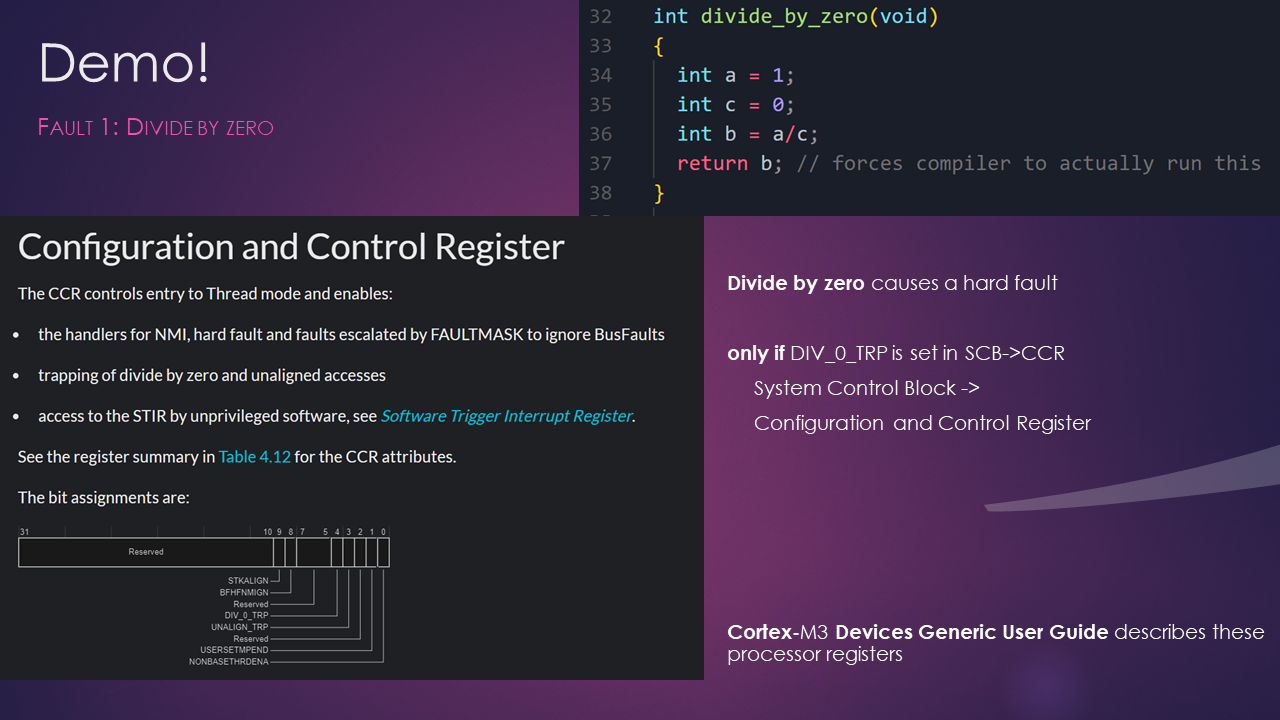 Demo!
Fault 1: Divide by zero
32 int divide_by_zero(void)
33 {
34 int a = 1;
35 int c = 0;
36 int b = a/c;
37 return b; // forces compiler to actually run this
38 }
Configuration and Control Register
The CCR controls entry to Thread mode and enables:
• the handlers for NMI, hard fault and faults escalated by FAULTMASK to ignore BusFaults
• trapping of divide by zero and unaligned accesses
• access to the STIR by unprivileged software, see Software Trigger Interrupt Register.
See the register summary in Table 4.12 for the CCR attributes.
The bit assignments are:
31 10 9 8 7 5 4 3 2 1 0
Reserved
STKALIGN
BFHFNMIGN
Reserved
DIV_0_TRP
UNALIGN_TRP
Reserved
USERSETMPEND
NONBASETHRDENA
Divide by zero causes a hard fault
only if DIV_0_TRP is set in SCB->CCR
System Control Block ->
Configuration and Control Register
Cortex-M3 Devices Generic User Guide describes these
processor registers